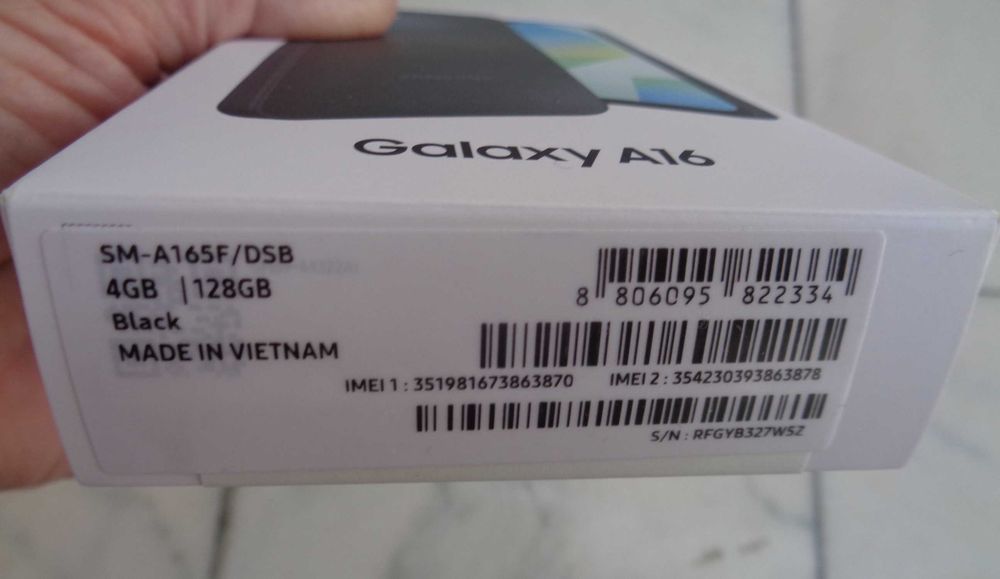 Galaxy A16
SM-A165F/DSB
4GB | 128GB
Black
MADE IN VIETNAM
8 806095 822334
IMEI 1 : 351981673863870 IMEI 2 : 354230393863878
S/N : RFGYB327W5Z